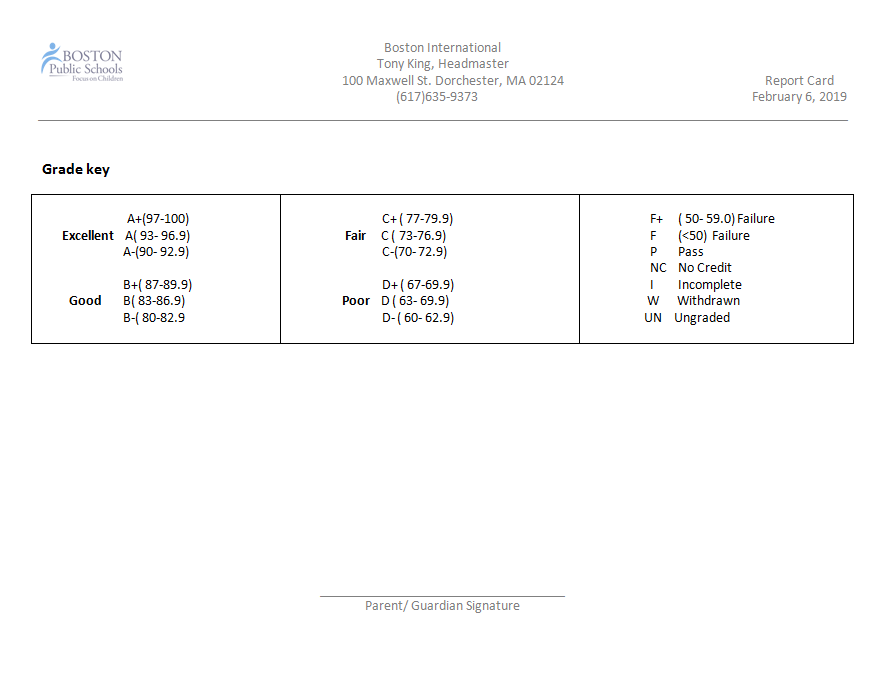 BOSTON
Public Schools
Focus on Children
Boston International
Tony King, Headmaster
100 Maxwell St. Dorchester, MA 02124
(617)635-9373
Report Card
February 6, 2019
Grade key
A+(97-100)
Excellent A( 93- 96.9)
A-(90- 92.9)
B+( 87-89.9)
Good B( 83-86.9)
B-( 80-82.9
C+ ( 77-79.9)
Fair C ( 73-76.9)
C-(70- 72.9)
D+ ( 67-69.9)
Poor D ( 63- 69.9)
D- ( 60- 62.9)
F+ ( 50- 59.0) Failure
F (<50) Failure
P Pass
NC No Credit
I Incomplete
W Withdrawn
UN Ungraded
Parent/ Guardian Signature